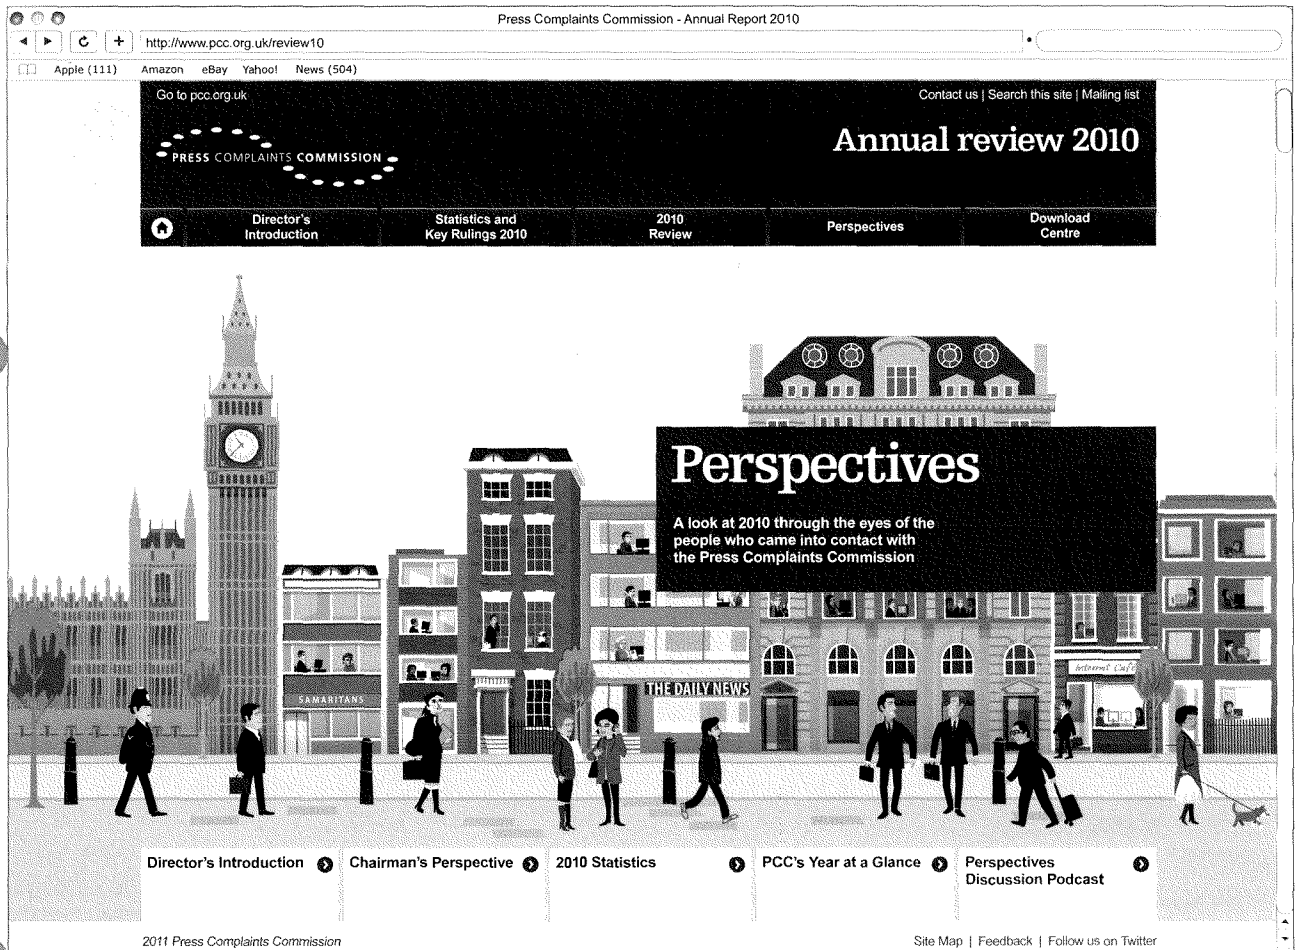 Press Complaints Commission - Annual Report 2010
http://www.pcc.org.uk/review10
Apple (111) Amazon eBay Yahoo! News (504)
Go to pcc.org.uk
Contact us | Search this site | Mailing list
PRESS COMPLAINTS COMMISSION
Annual review 2010
Director's
Introduction
Statistics and
Key Rulings 2010
2010
Review
Perspectives
Download
Centre
Perspectives
A look at 2010 through the eyes of the
people who came into contact with
the Press Complaints Commission
SAMARITANS
THE DAILY NEWS
Internet Café
Director's Introduction
Chairman's Perspective
2010 Statistics
PCC's Year at a Glance
Perspectives
Discussion Podcast
2011 Press Complaints Commission
Site Map | Feedback | Follow us on Twitter